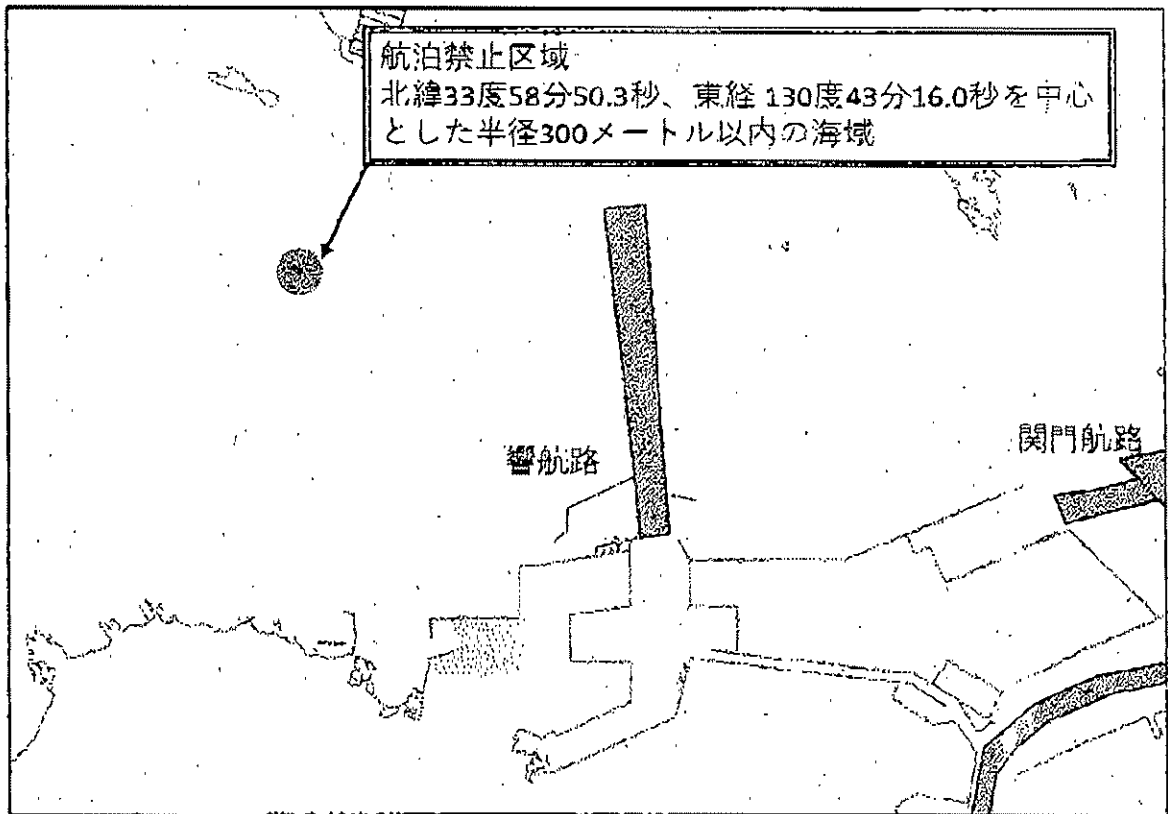 航泊禁止区域
北緯33度58分50.3秒、東経 130度43分16.0秒を中心
とした半径300メートル以内の海域
響航路
関門航路